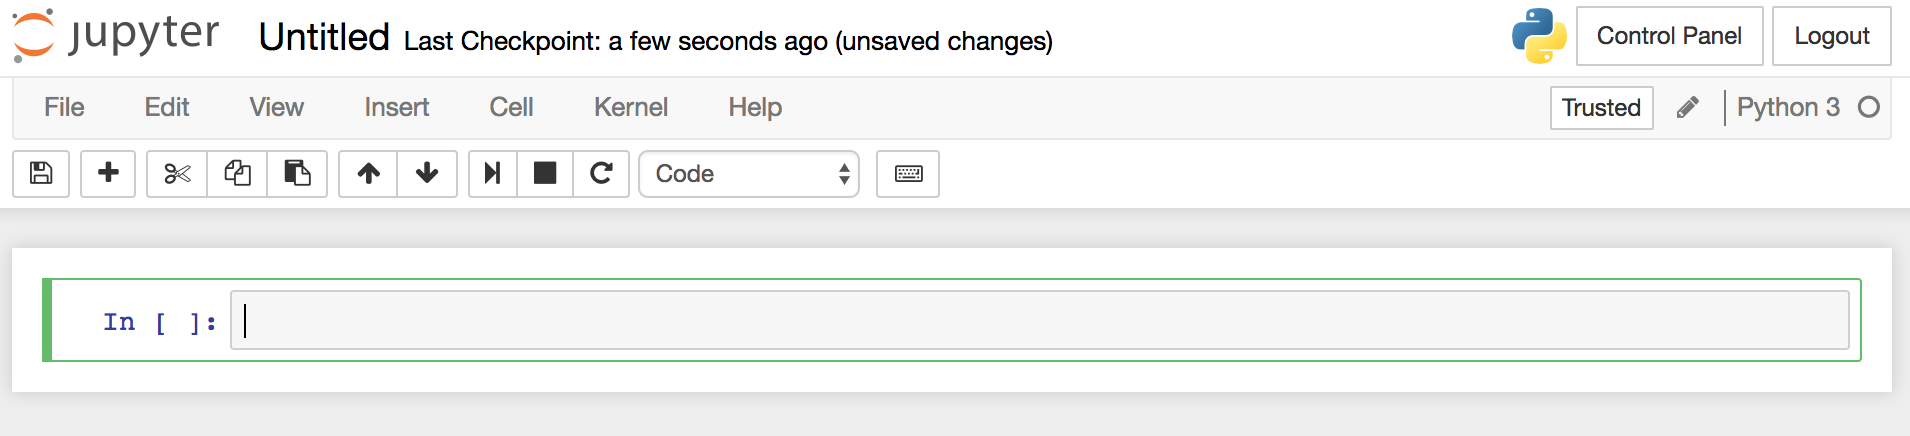 jupyter Untitled Last Checkpoint: a few seconds ago (unsaved changes) Control Panel Logout
File Edit View Insert Cell Kernel Help Trusted Python 3
Code
In [ ]: